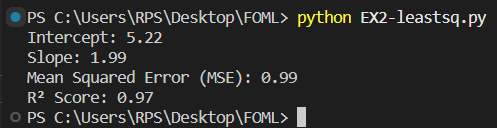 PS C:\Users\RPS\Desktop\FOML> python EX2-leastsq.py
Intercept: 5.22
Slope: 1.99
Mean Squared Error (MSE): 0.99
R² Score: 0.97
PS C:\Users\RPS\Desktop\FOML>